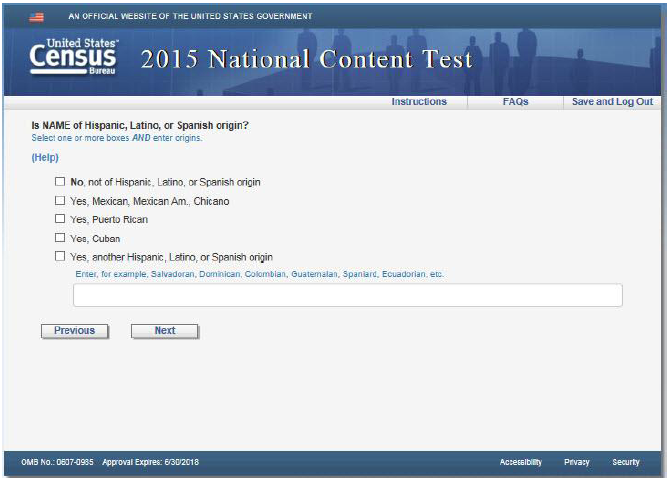 AN OFFICIAL WEBSITE OF THE UNITED STATES GOVERNMENT
United States®
Census
Bureau
2015 National Content Test
Instructions FAQs Save and Log Out
Is NAME of Hispanic, Latino, or Spanish origin?
Select one or more boxes AND enter origins.
(Help)
No, not of Hispanic, Latino, or Spanish origin
Yes, Mexican, Mexican Am., Chicano
Yes, Puerto Rican
Yes, Cuban
Yes, another Hispanic, Latino, or Spanish origin
Enter, for example, Salvadoran, Dominican, Colombian, Guatemalan, Spaniard, Ecuadorian, etc.
Previous Next
OMB No.: 0607-0985 Approval Expires: 6/30/2018 Accessibility Privacy Security